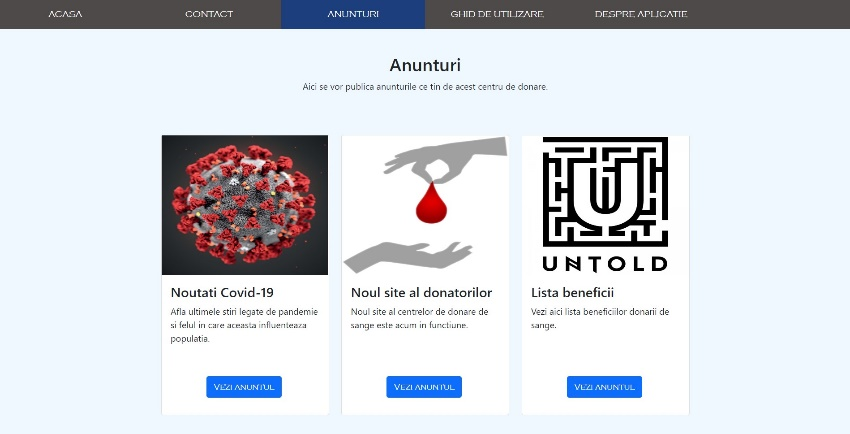 ACASA CONTACT ANUNTURI GHID DE UTILIZARE DESPRE APLICATIE
Anunturi
Aici se vor publica anunturile ce tin de acest centru de donare.
UNTOLD
Noutati Covid-19
Afla ultimele stiri legate de pandemie
si felul in care aceasta influenteaza
populatia.
VEZI ANUNTUL
Noul site al donatorilor
Noul site al centrelor de donare de
sange este acum in functiune.
VEZI ANUNTUL
Lista beneficii
Vezi aici lista beneficiilor donarii de
sange.
VEZI ANUNTUL